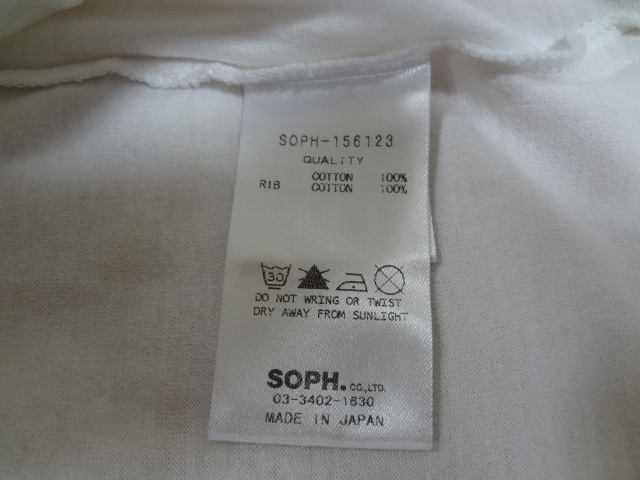 SOPH-156123
QUALITY
COTTON 100%
RIB COTTON 100%
30
DO NOT WRING OR TWIST
DRY AWAY FROM SUNLIGHT
SOPH. CO.,LTD.
03-3402-1630
MADE IN JAPAN